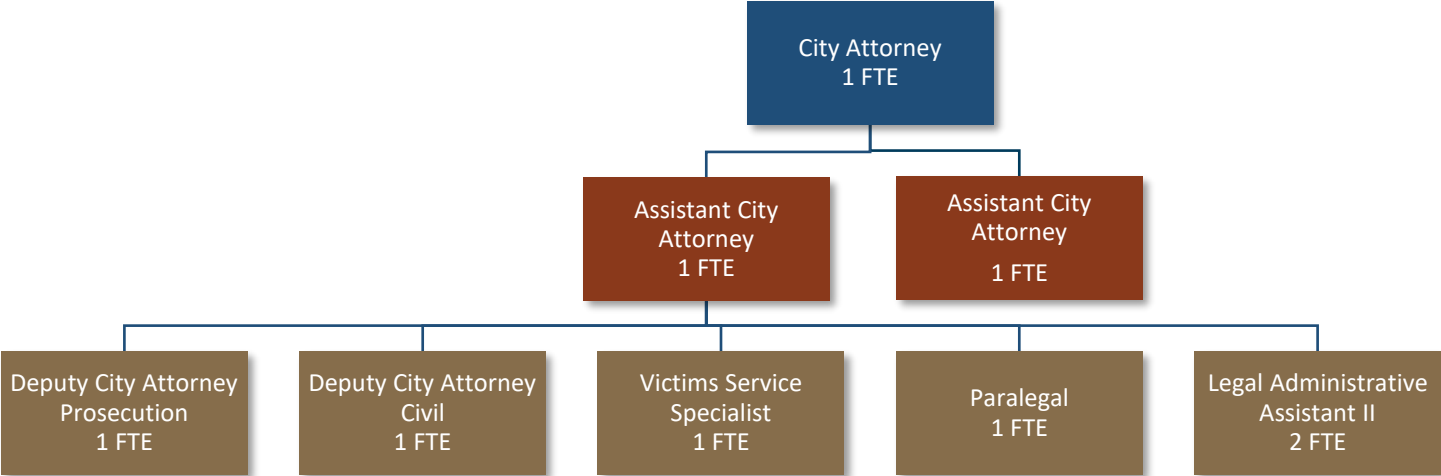 City Attorney
1 FTE
Assistant City
Attorney
1 FTE
Assistant City
Attorney
1 FTE
Deputy City Attorney
Prosecution
1 FTE
Deputy City Attorney
Civil
1 FTE
Victims Service
Specialist
1 FTE
Paralegal
1 FTE
Legal Administrative
Assistant II
2 FTE